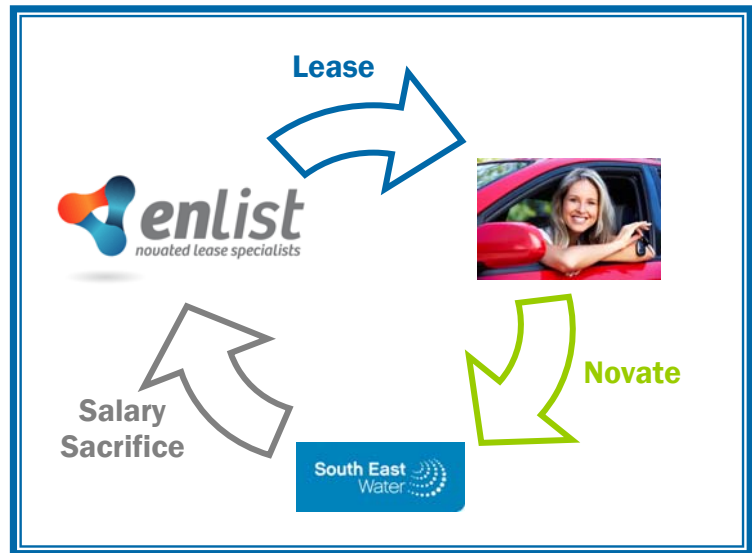 Lease
enlist
novated lease specialists
Novate
Salary
Sacrifice
South East
Water